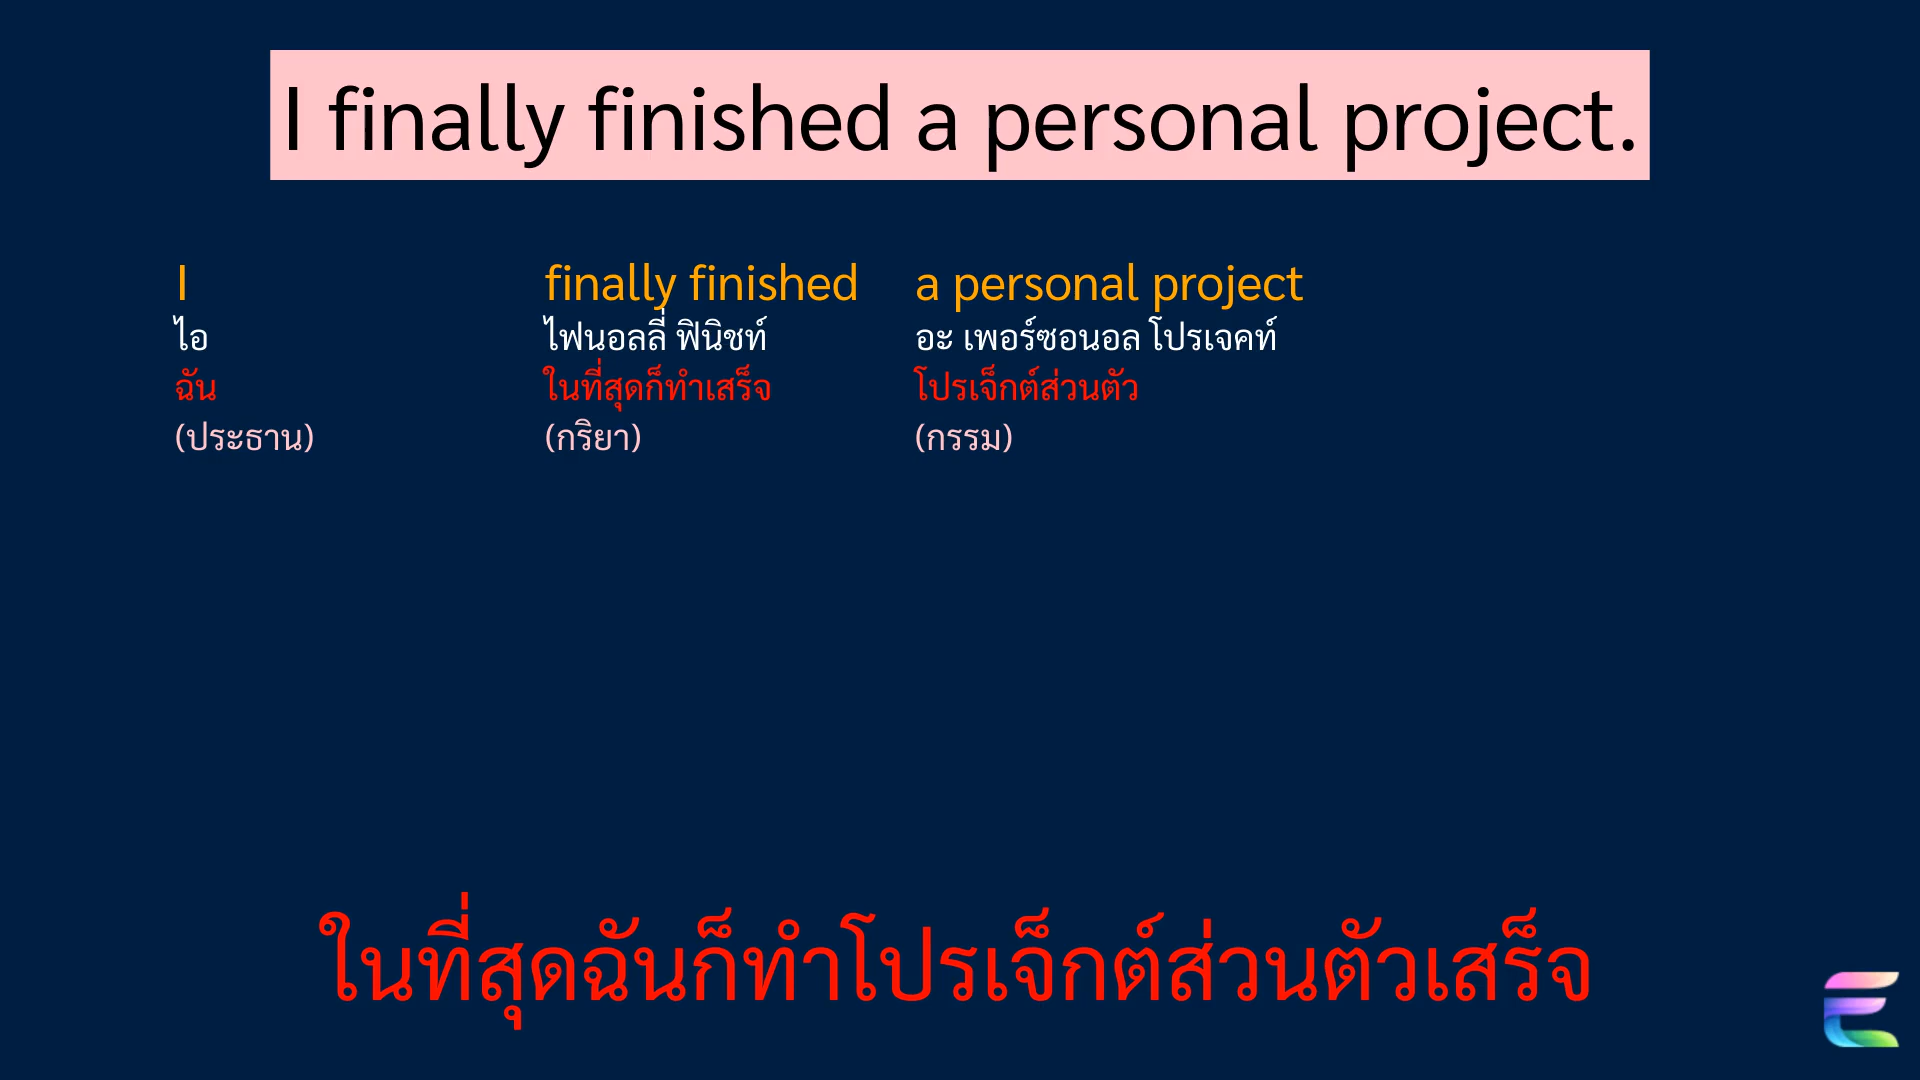 I finally finished a personal project.
I finally finished a personal project
ไอ ไฟนอลลี่ ฟินิชท์ อะ เพอร์ซอนอล โปรเจคท์
ฉัน ในที่สุดก็ทำเสร็จ โปรเจ็กต์ส่วนตัว
(ประธาน) (กริยา) (กรรม)
ในที่สุดฉันก็ทำโปรเจ็กต์ส่วนตัวเสร็จ